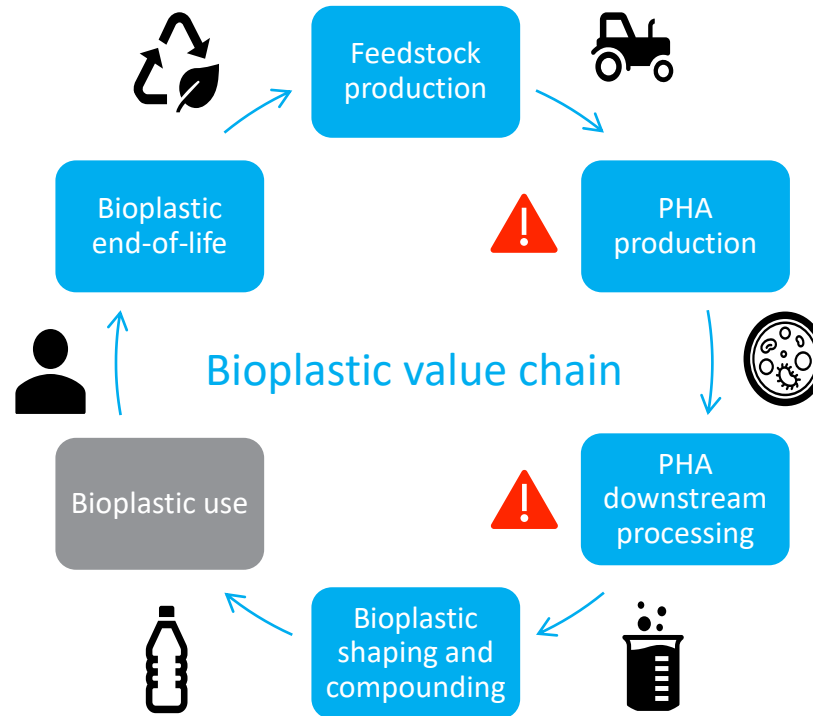 Feedstock
production
PHA
production
Bioplastic
end-of-life
Bioplastic value chain
PHA
downstream
processing
Bioplastic use
Bioplastic
shaping and
compounding